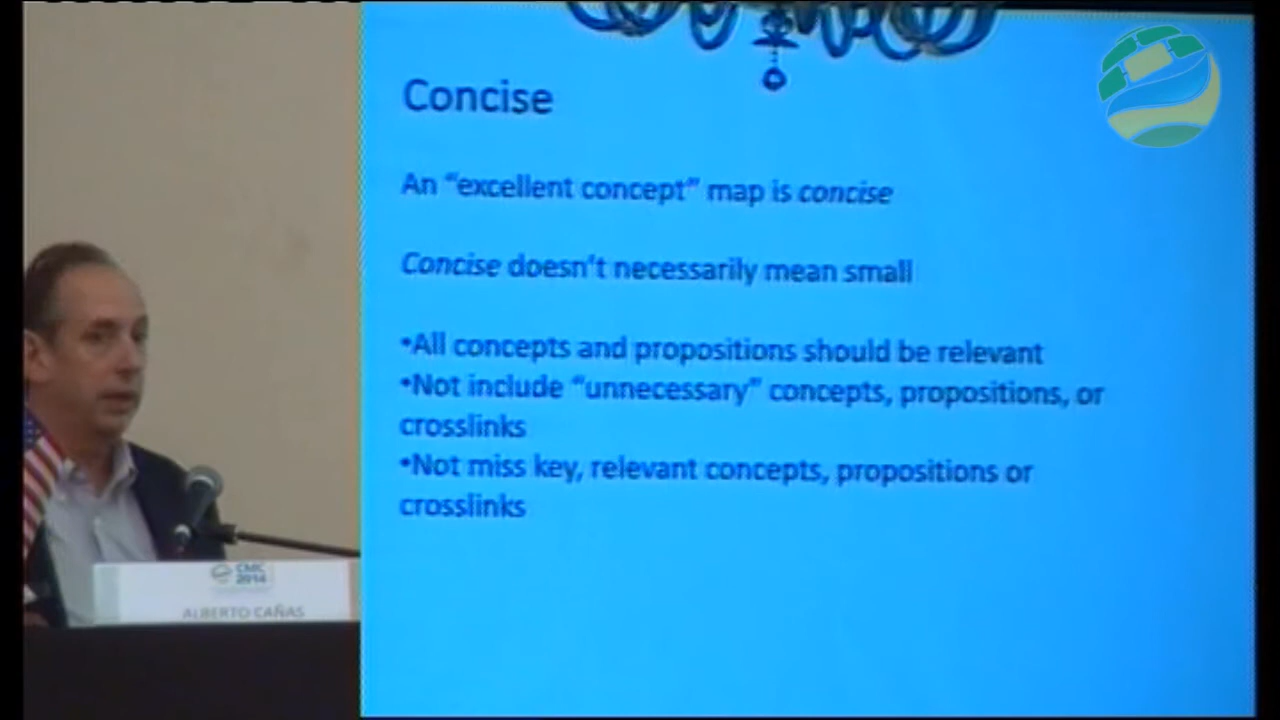 Concise
An “excellent concept” map is concise
Concise doesn't necessarily mean small
•All concepts and propositions should be relevant
•Not include “unnecessary” concepts, propositions, or
crosslinks
•Not miss key, relevant concepts, propositions or
crosslinks
CMC
2014
ALBERTO CAÑAS